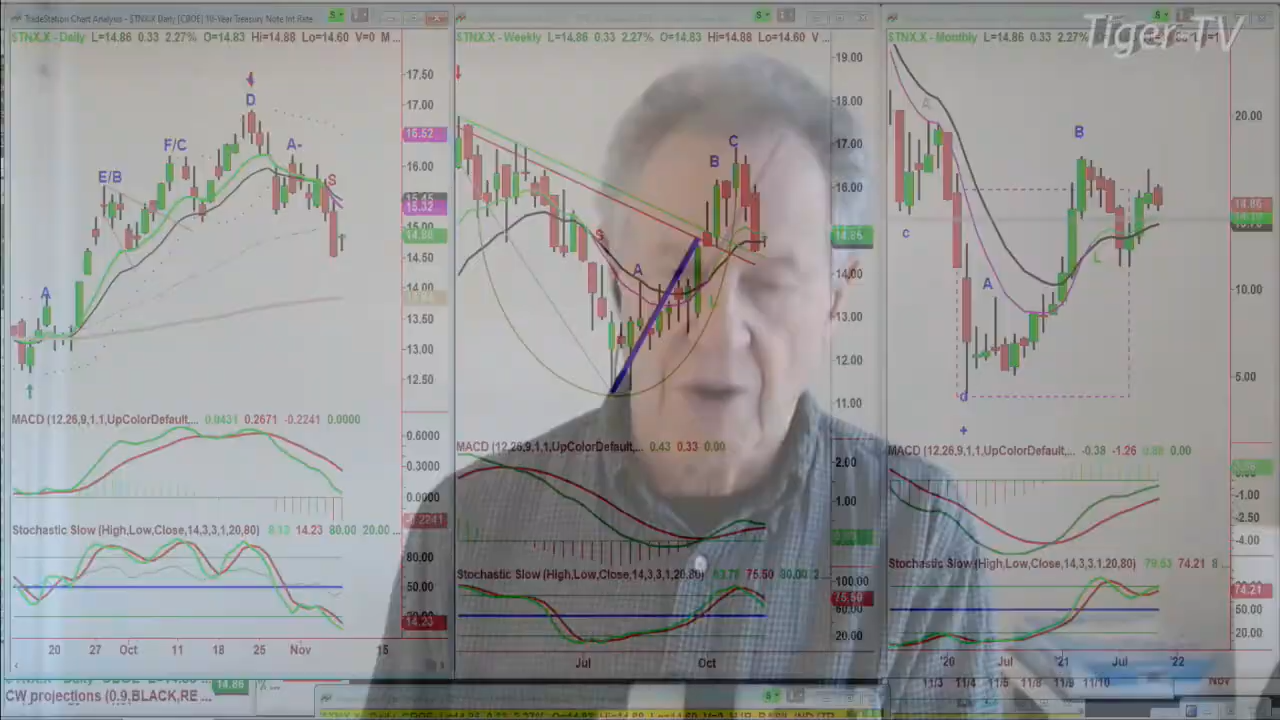 TradeStation Chart Analysis - $TNX.X Daily [CBOE] 10-Year Treasury Note Int Rate
Tiger-TV
$TNX.X - Daily L=14.86 0.33 2.27% O=14.83 Hi=14.88 Lo=14.60 V=0 M ...
17.50
17.00
16.52
16.00
15.32
15.00
14.86
14.00
13.50
13.00
12.50
A
E/B
F/C
D
A-
S
MACD (12,26,9,1,1,UpColorDefault,... 0.0431 0.2671 -0.2241 0.0000
0.6000
0.3000
0.0000
-0.2241
Stochastic Slow (High,Low,Close,14,3,3,1,20,80) 8.13 14.23 80.00 20.00 ...
80.00
50.00
14.23
20 27 Oct 11 18 25 Nov 15
$TNX.X - Weekly L=14.86 0.33 2.27% O=14.83 Hi=14.88 Lo=14.60 V ...
19.00
18.00
17.00
16.00
14.86
14.00
13.00
12.00
11.00
S
A
B
C
L
MACD (12,26,9,1,1,UpColorDefault,... 0.43 0.33 0.00
2.00
1.00
Stochastic Slow (High,Low,Close,14,3,3,1,20,80) 75.50 80.00 2 ...
100.00
75.50
60.00
20.00
Jul Oct
$TNX.X - Monthly L=14.86 0.33 2.27%
20.00
14.86
10.00
5.00
A
c
A
B
L
d
+
MACD (12,26,9,1,1,UpColorDefault,... -0.38 -1.26 0.88 0.00
-1.00
-2.50
-4.00
Stochastic Slow (High,Low,Close,14,3,3,1,20,80) 79.53 74.21 8 ...
74.21
50.00
20.00
'20 Jul '21 Jul '22
11/3 11/4 11/5 11/8 11/9 11/10 Nov
14.86
CW projections (0.9,BLACK,RE ...